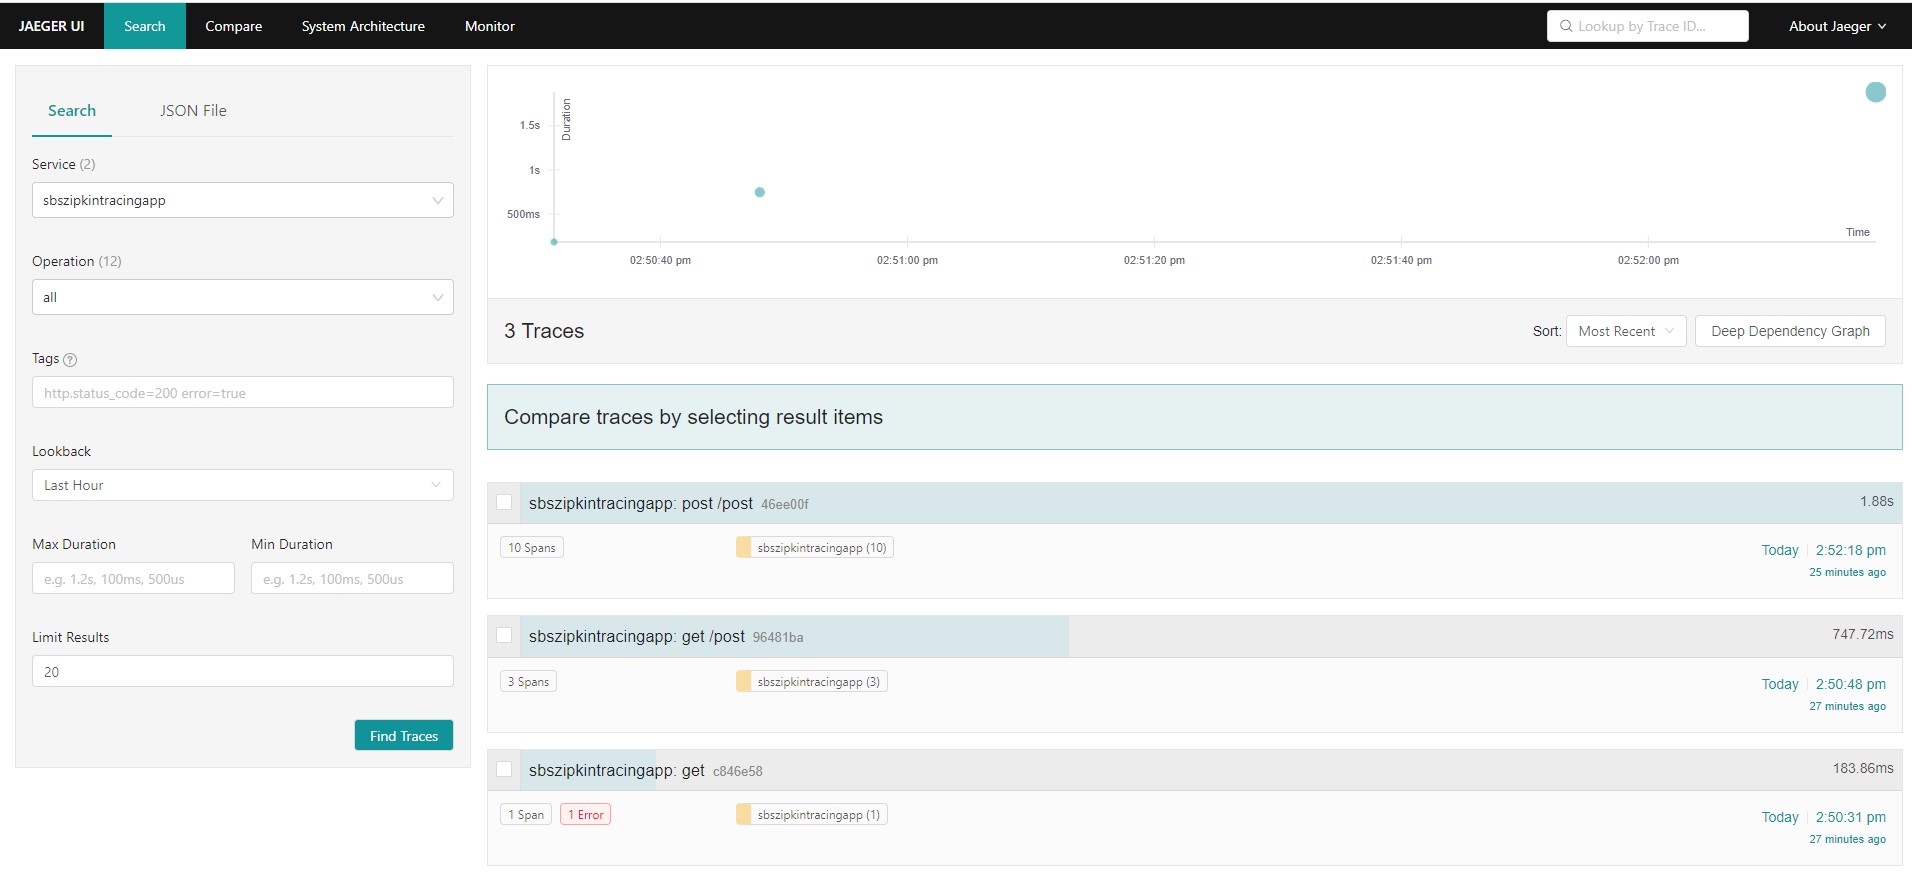 JAEGER UI Search Compare System Architecture Monitor Lookup by Trace ID... About Jaeger
Search JSON File
Service (2)
sbszipkintracingapp
Operation (12)
all
Tags ?
http.status_code=200 error=true
Lookback
Last Hour
Max Duration Min Duration
e.g. 1.2s, 100ms, 500us e.g. 1.2s, 100ms, 500us
Limit Results
20
Find Traces
Duration
1.5s
1s
500ms
Time
02:50:40 pm 02:51:00 pm 02:51:20 pm 02:51:40 pm 02:52:00 pm
3 Traces Sort: Most Recent Deep Dependency Graph
Compare traces by selecting result items
sbszipkintracingapp: post /post 46ee00f 1.88s
10 Spans sbszipkintracingapp (10) Today 2:52:18 pm
25 minutes ago
sbszipkintracingapp: get /post 96481ba 747.72ms
3 Spans sbszipkintracingapp (3) Today 2:50:48 pm
27 minutes ago
sbszipkintracingapp: get c846e58 183.86ms
1 Span 1 Error sbszipkintracingapp (1) Today 2:50:31 pm
27 minutes ago